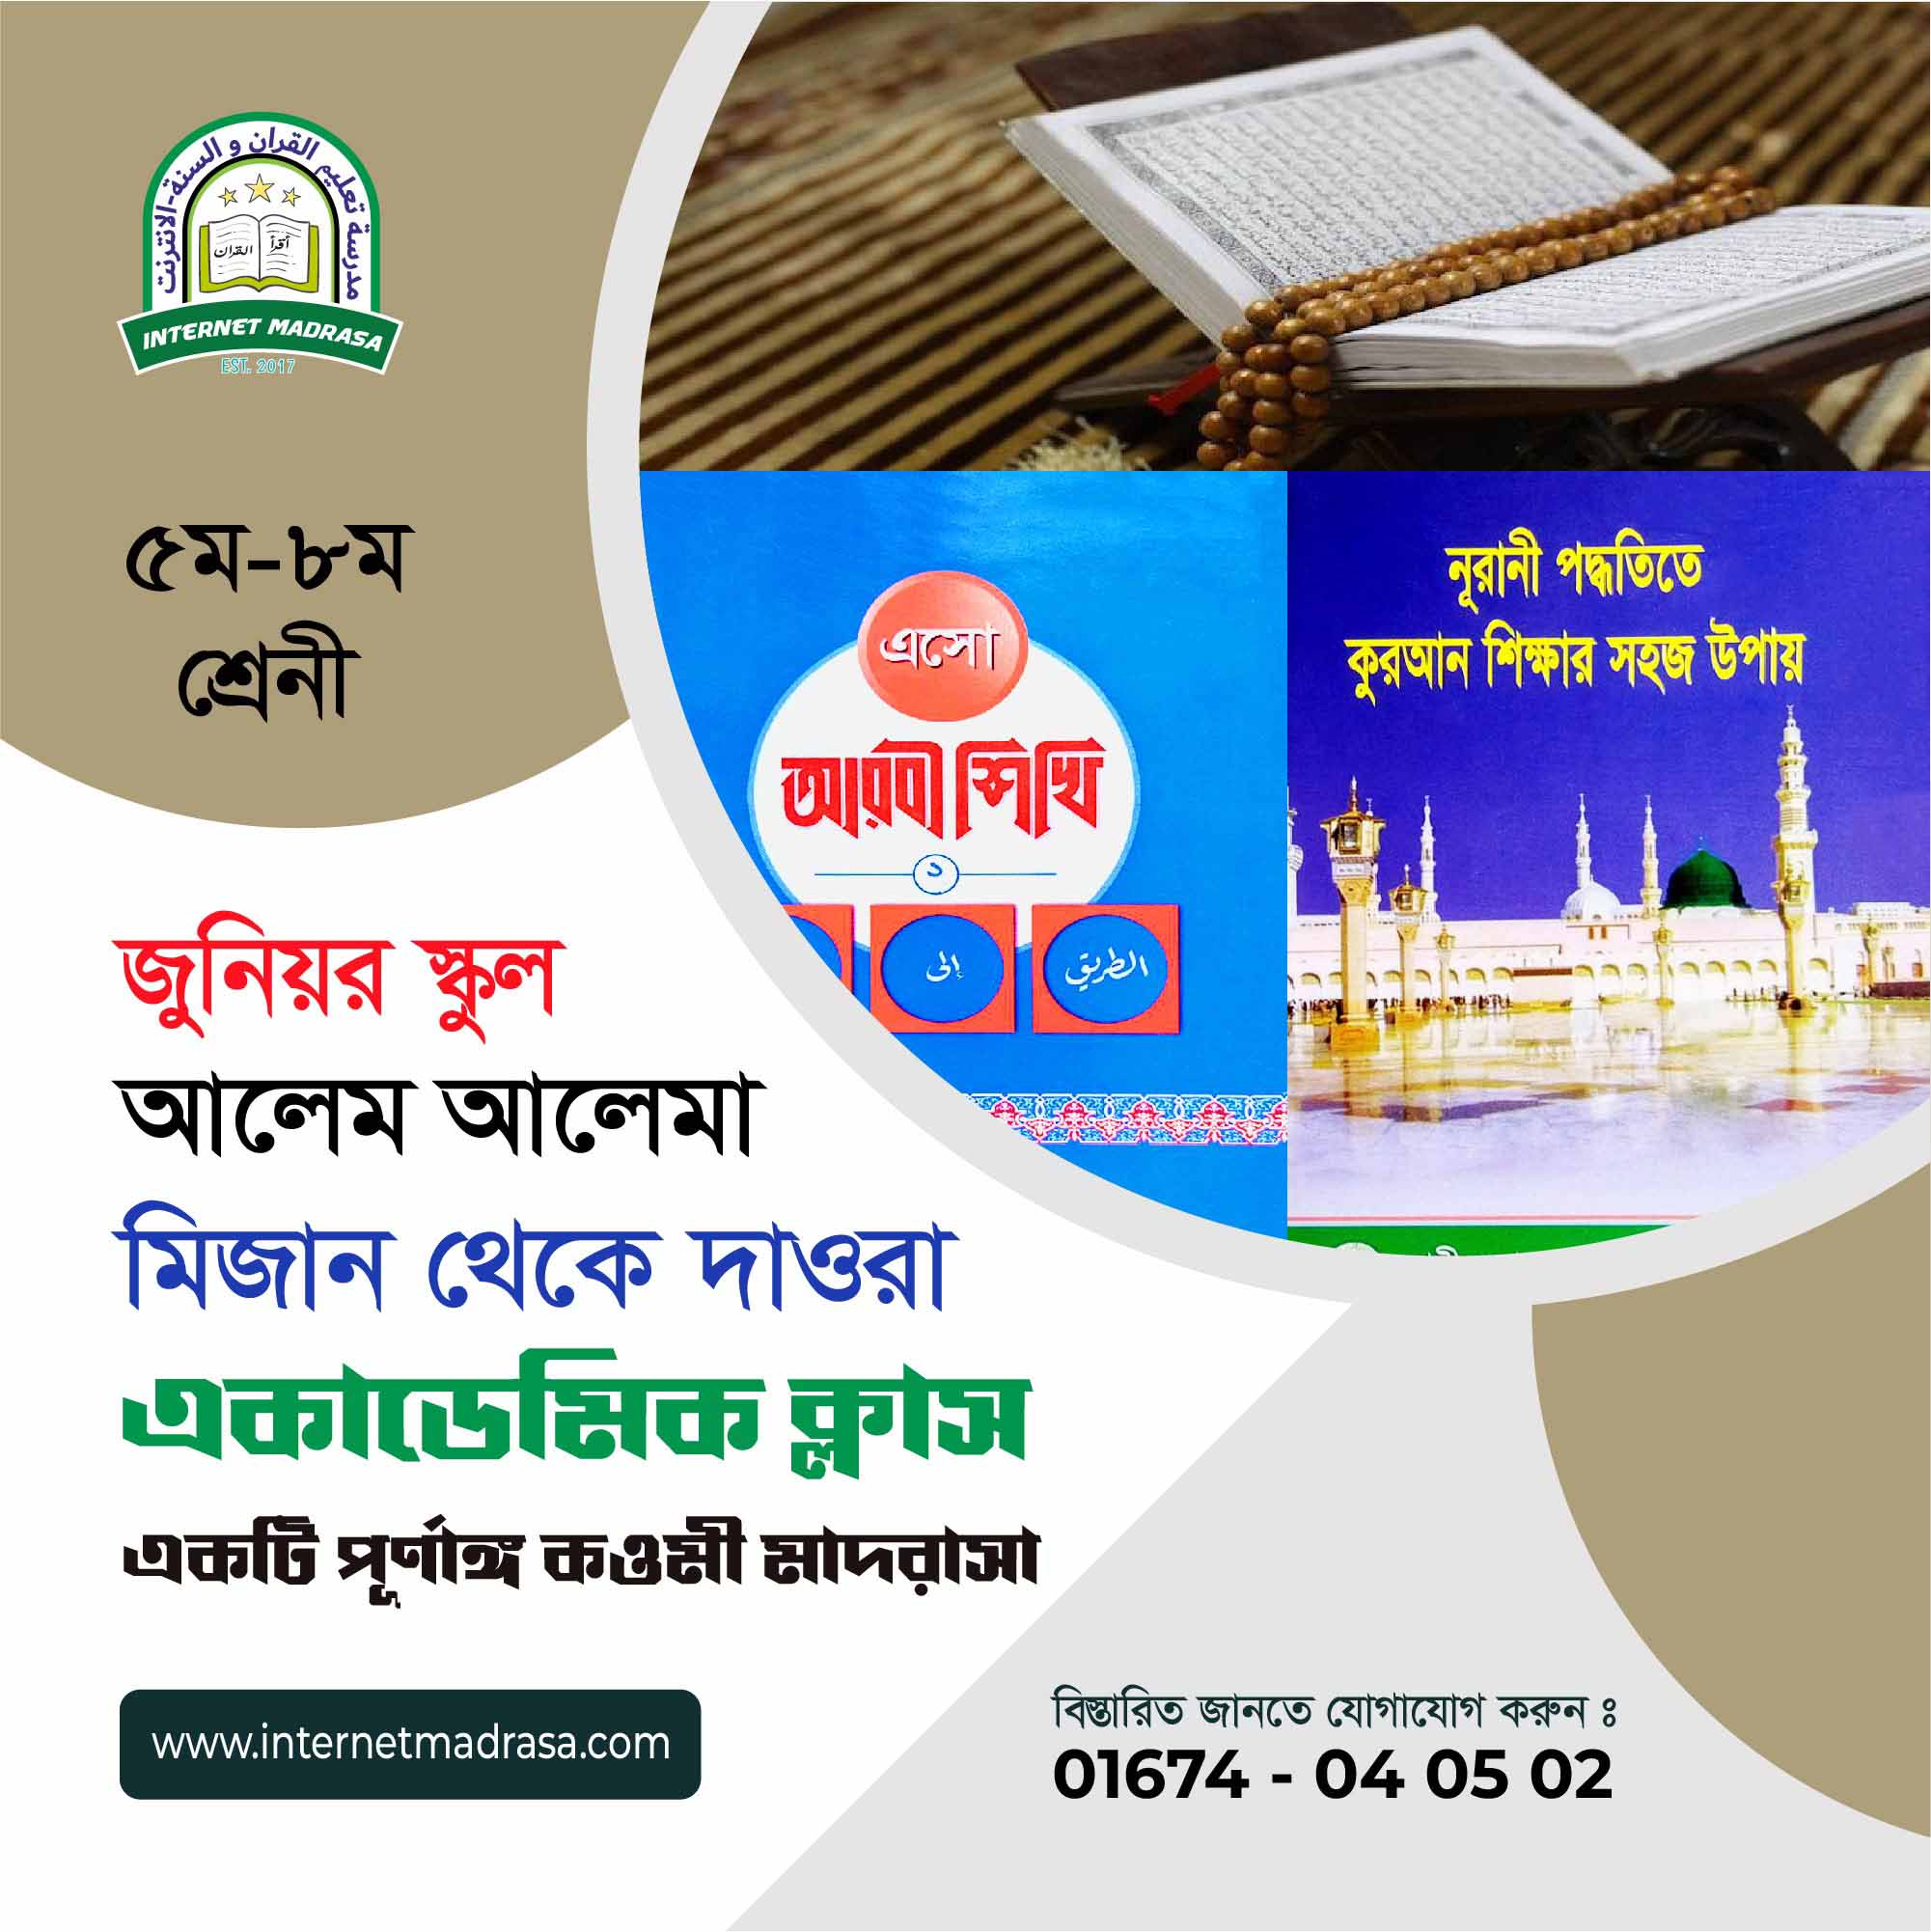 مدرسة تعليم القران و السنة-الانترنت
اقرأ
القران
INTERNET MADRASA
EST. 2017
৫ম-৮ম
শ্রেনী
এসো
আরবী শিখি
১
إلى
الطريق
নূরানী পদ্ধতিতে
কুরআন শিক্ষার সহজ উপায়
জুনিয়র স্কুল
আলেম আলেমা
মিজান থেকে দাওরা
একাডেমিক ক্লাস
একটি পূর্ণাঙ্গ কওমী মাদরাসা
www.internetmadrasa.com
বিস্তারিত জানতে যোগাযোগ করুন ঃ
01674 - 04 05 02